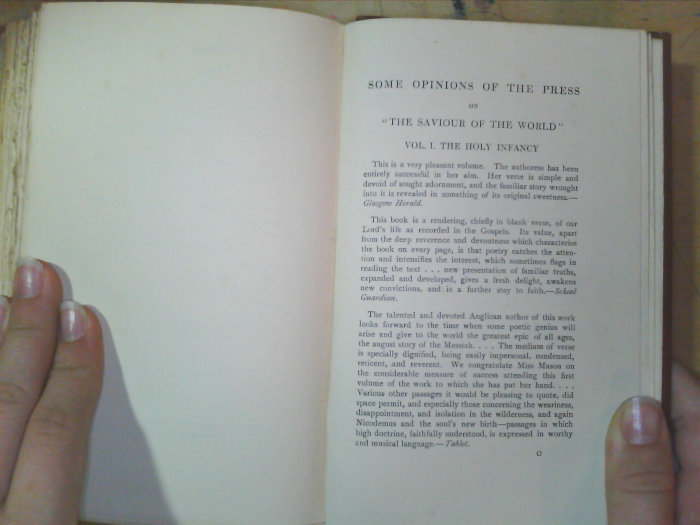 SOME OPINIONS OF THE PRESS
ON
"THE SAVIOUR OF THE WORLD"
VOL. I. THE HOLY INFANCY
This is a very pleasant volume. The authoress has been
entirely successful in her aim. Her verse is simple and
devoid of sought adornment, and the familiar story wrought
into it is revealed in something of its original sweetness.—
Glasgow Herald.
This book is a rendering, chiefly in blank verse, of our
Lord's life as recorded in the Gospels. Its value, apart
from the deep reverence and devoutness which characterise
the book on every page, is that poetry catches the atten-
tion and intensifies the interest, which sometimes flags in
reading the text . . . new presentation of familiar truths,
expanded and developed, gives a fresh delight, awakens
new convictions, and is a further stay to faith.—School
Guardian.
The talented and devoted Anglican author of this work
looks forward to the time when some poetic genius will
arise and give to the world the greatest epic of all ages,
the august story of the Messiah. . . . The medium of verse
is specially dignified, being easily impersonal, condensed,
reticent, and reverent. We congratulate Miss Mason on
the considerable measure of success attending this first
volume of the work to which she has put her hand. . . .
Various other passages it would be pleasing to quote, did
space permit, and especially those concerning the weariness,
disappointment, and isolation in the wilderness, and again
Nicodemus and the soul's new birth—passages in which
high doctrine, faithfully understood, is expressed in worthy
and musical language.—Tablet.
O